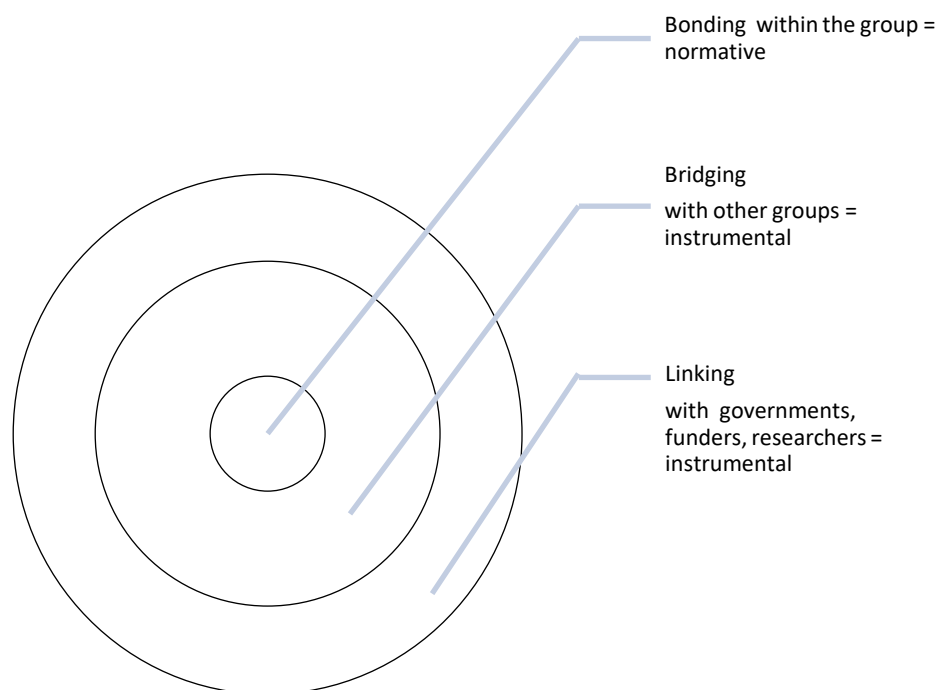 Bonding within the group =
normative
Bridging
with other groups =
instrumental
Linking
with governments,
funders, researchers =
instrumental